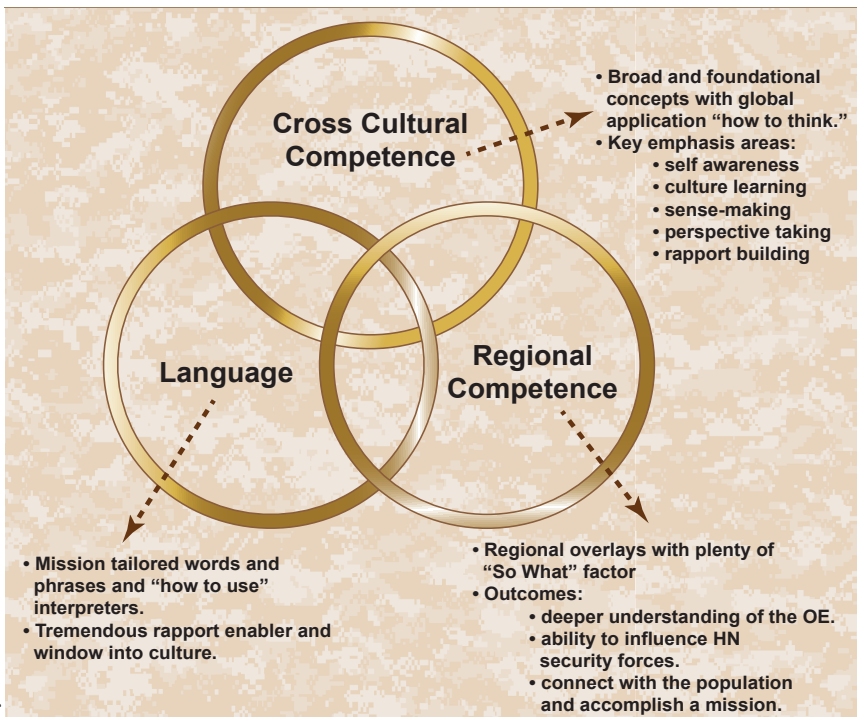 Cross Cultural
Competence
• Broad and foundational
concepts with global
application “how to think.”
• Key emphasis areas:
• self awareness
• culture learning
• sense-making
• perspective taking
• rapport building
Language
Regional
Competence
• Mission tailored words and
phrases and “how to use”
interpreters.
• Tremendous rapport enabler and
window into culture.
• Regional overlays with plenty of
“So What” factor
• Outcomes:
• deeper understanding of the OE.
• ability to influence HN
security forces.
• connect with the population
and accomplish a mission.